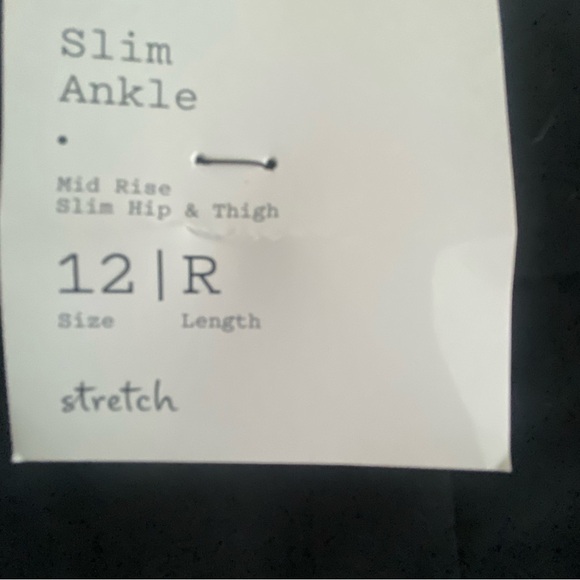 Slim
Ankle
•
Mid Rise
Slim Hip & Thigh
12|R
Size Length
stretch